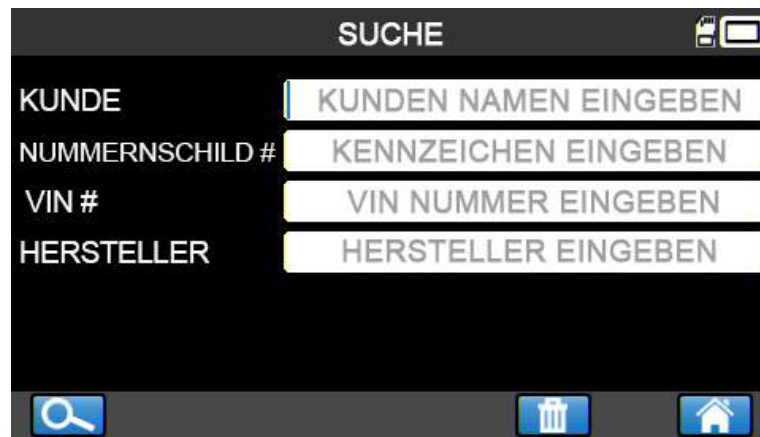 SUCHE
KUNDE KUNDEN NAMEN EINGEBEN
NUMMERNSCHILD # KENNZEICHEN EINGEBEN
VIN # VIN NUMMER EINGEBEN
HERSTELLER HERSTELLER EINGEBEN